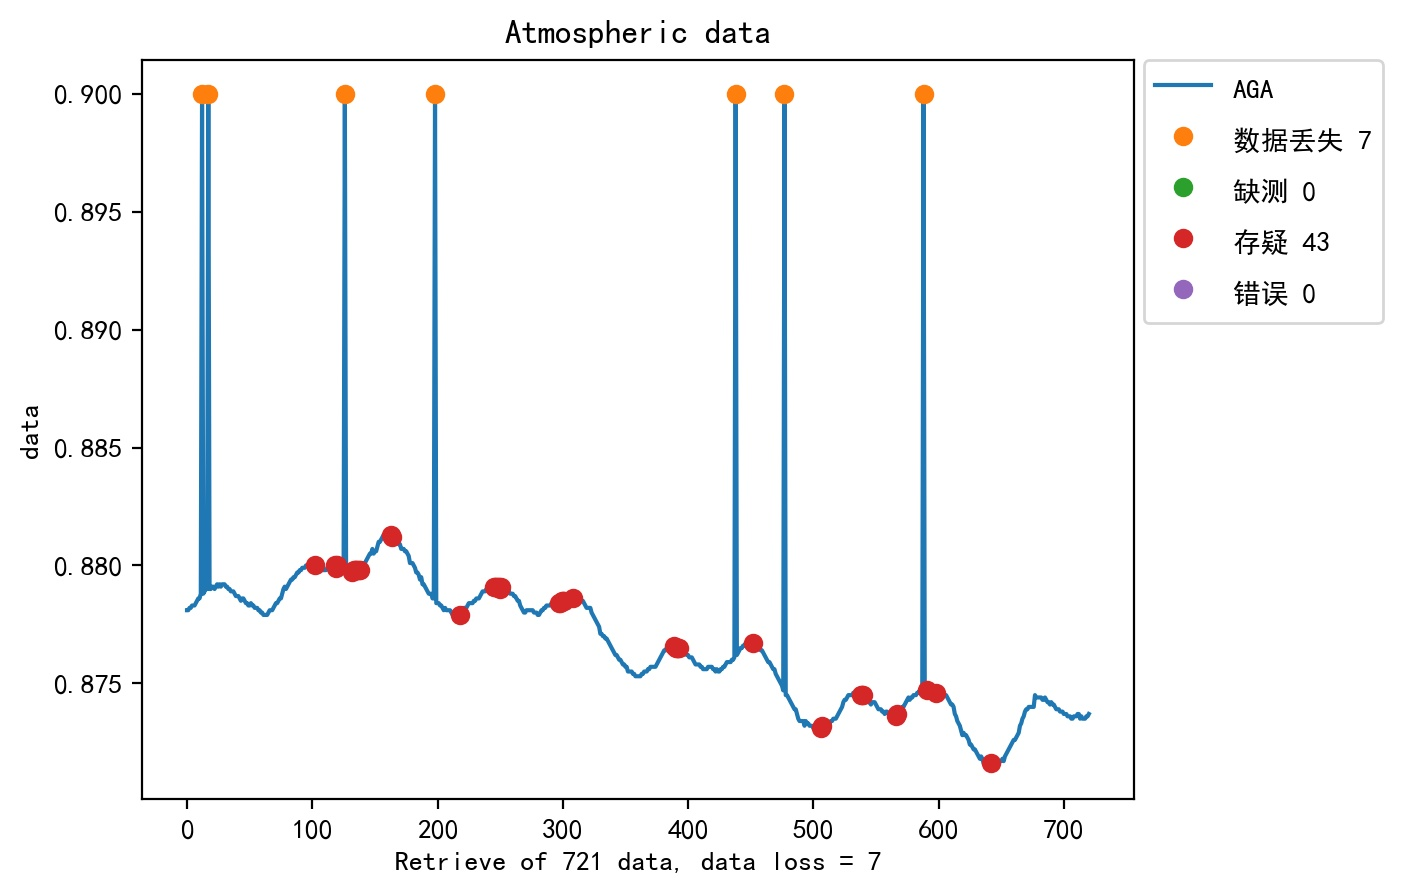 Atmospheric data
0.900
0.895
0.890
0.885
0.880
0.875
data
0 100 200 300 400 500 600 700
Retrieve of 721 data, data loss = 7
AGA
数据丢失 7
缺测 0
存疑 43
错误 0